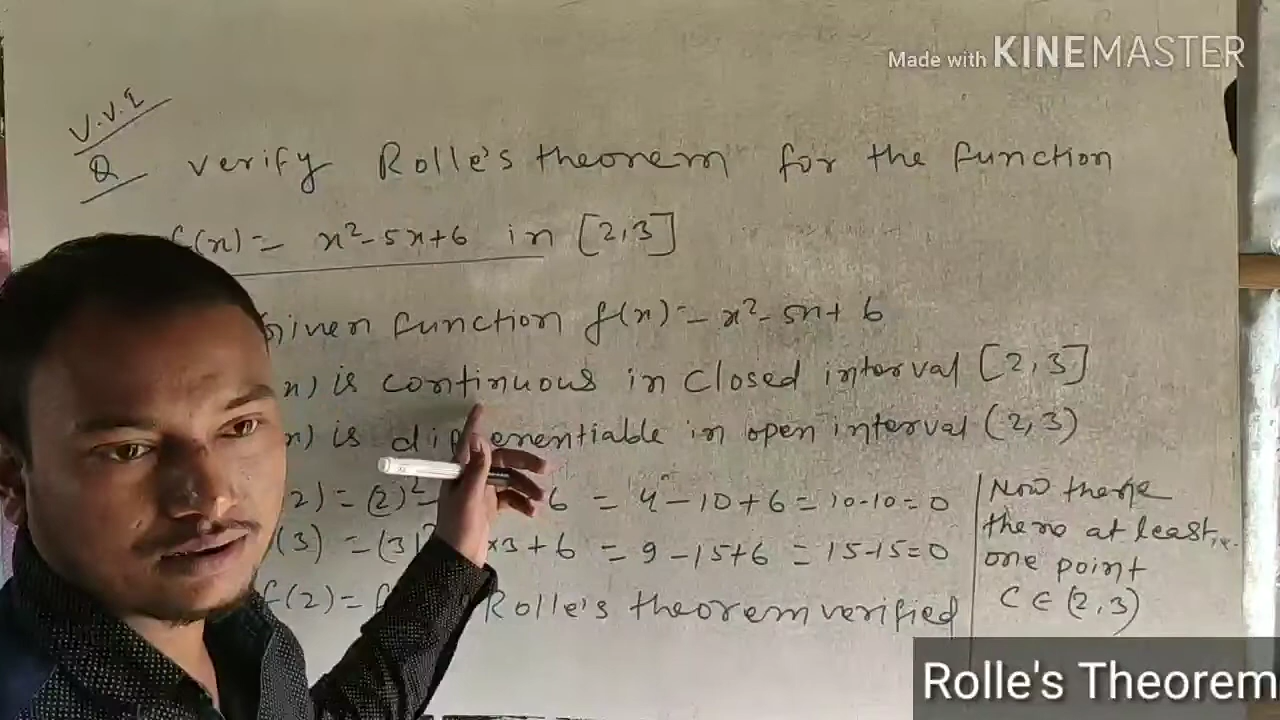 Made with KINEMASTER
V.V.I
Q verify Rolle's theorem for the function
f(x) = x²-5x+6 in [2,3]
Given function f(x) = x²-5x+6
x) is continuous in closed interval [2,3]
x) is differentiable in open interval (2,3)
2) = (2)² 6 = 4-10+6 = 10-10=0
(3) = (3)² x3+6 = 9-15+6 = 15-15=0
f(2) = f Rolle's theorem verified
Now there
at least
one point
C ∈ (2,3)
Rolle's Theorem